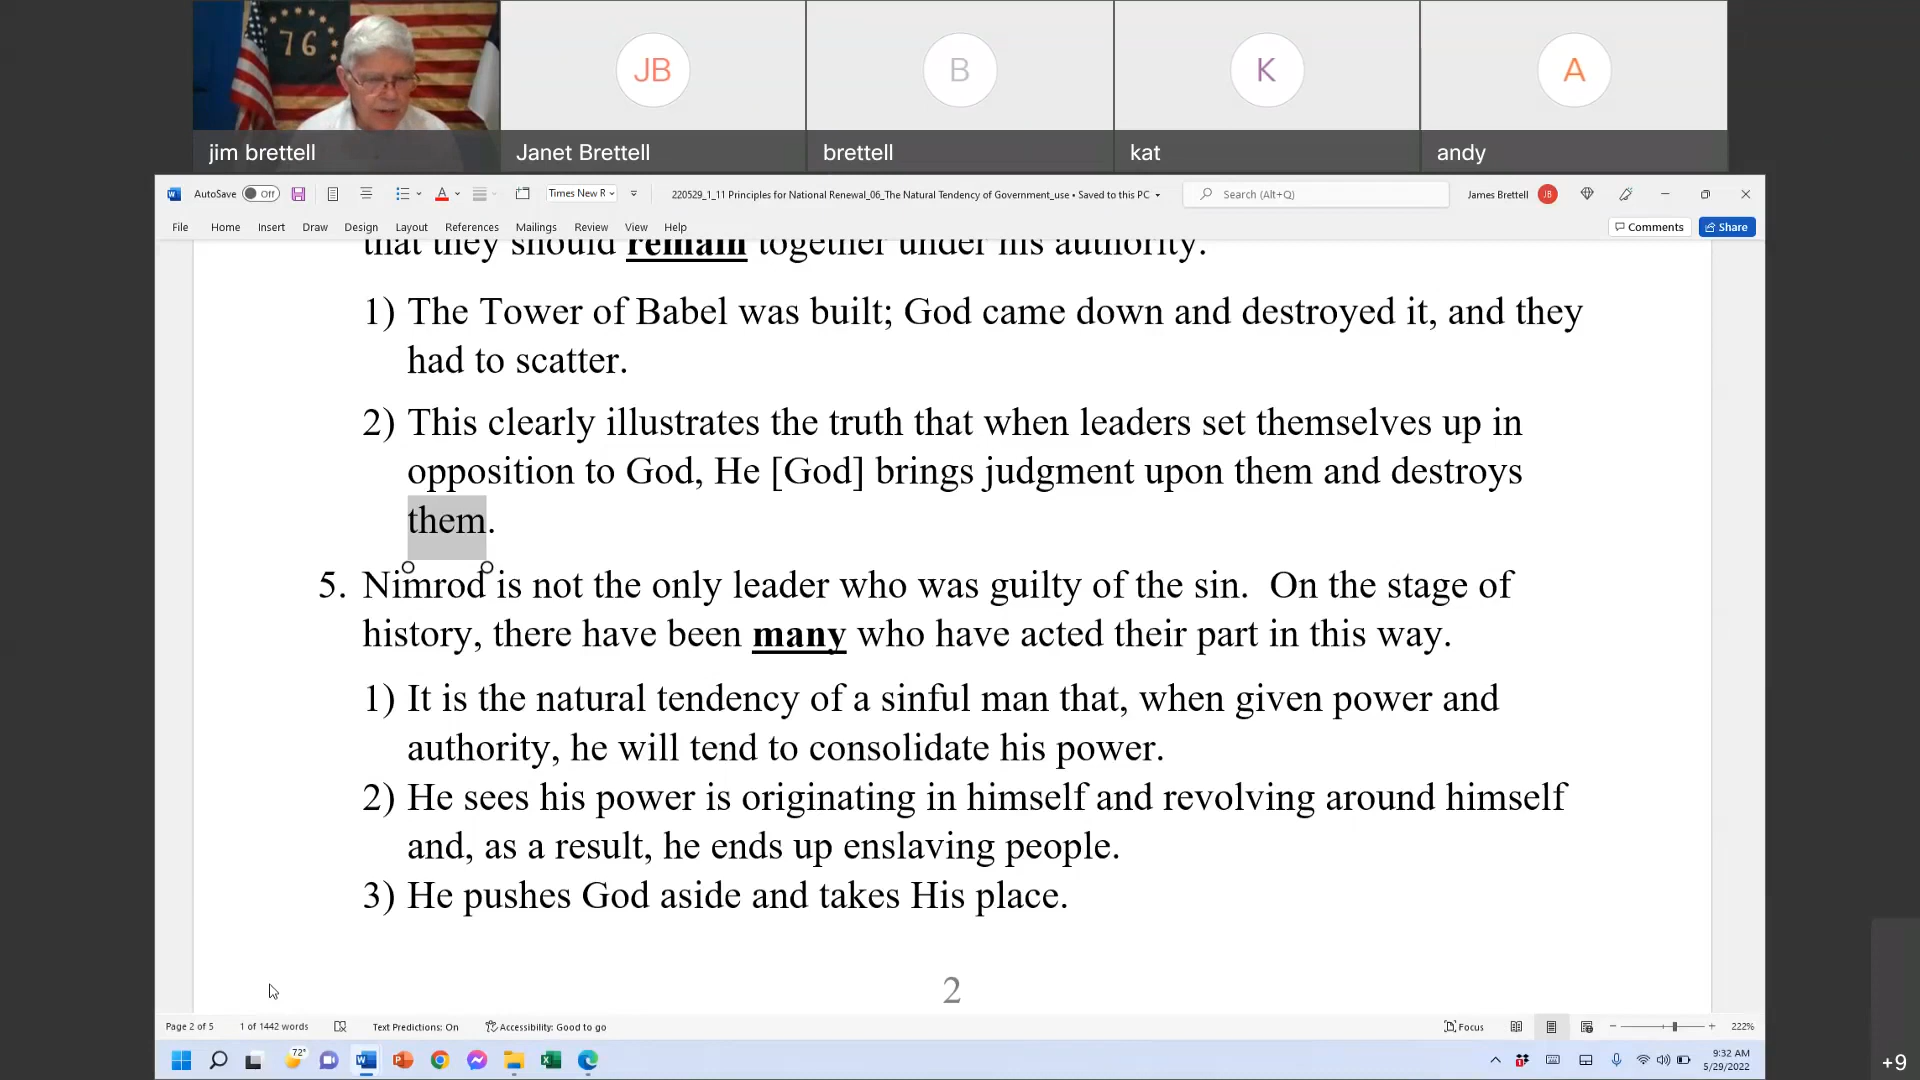 76
JB
B
K
A
jim brettell
Janet Brettell
brettell
kat
andy
AutoSave Off
Times New R
220529_1_11 Principles for National Renewal_06_The Natural Tendency of Government_use • Saved to this PC
Search (Alt+Q)
James Brettell JB
File Home Insert Draw Design Layout References Mailings Review View Help
Comments Share
that they should remain together under his authority.
1) The Tower of Babel was built; God came down and destroyed it, and they
had to scatter.
2) This clearly illustrates the truth that when leaders set themselves up in
opposition to God, He [God] brings judgment upon them and destroys
them.
5. Nimrod is not the only leader who was guilty of the sin. On the stage of
history, there have been many who have acted their part in this way.
1) It is the natural tendency of a sinful man that, when given power and
authority, he will tend to consolidate his power.
2) He sees his power is originating in himself and revolving around himself
and, as a result, he ends up enslaving people.
3) He pushes God aside and takes His place.
2
Page 2 of 5 1 of 1442 words Text Predictions: On Accessibility: Good to go
Focus 222%
72°
9:32 AM
5/29/2022
+9